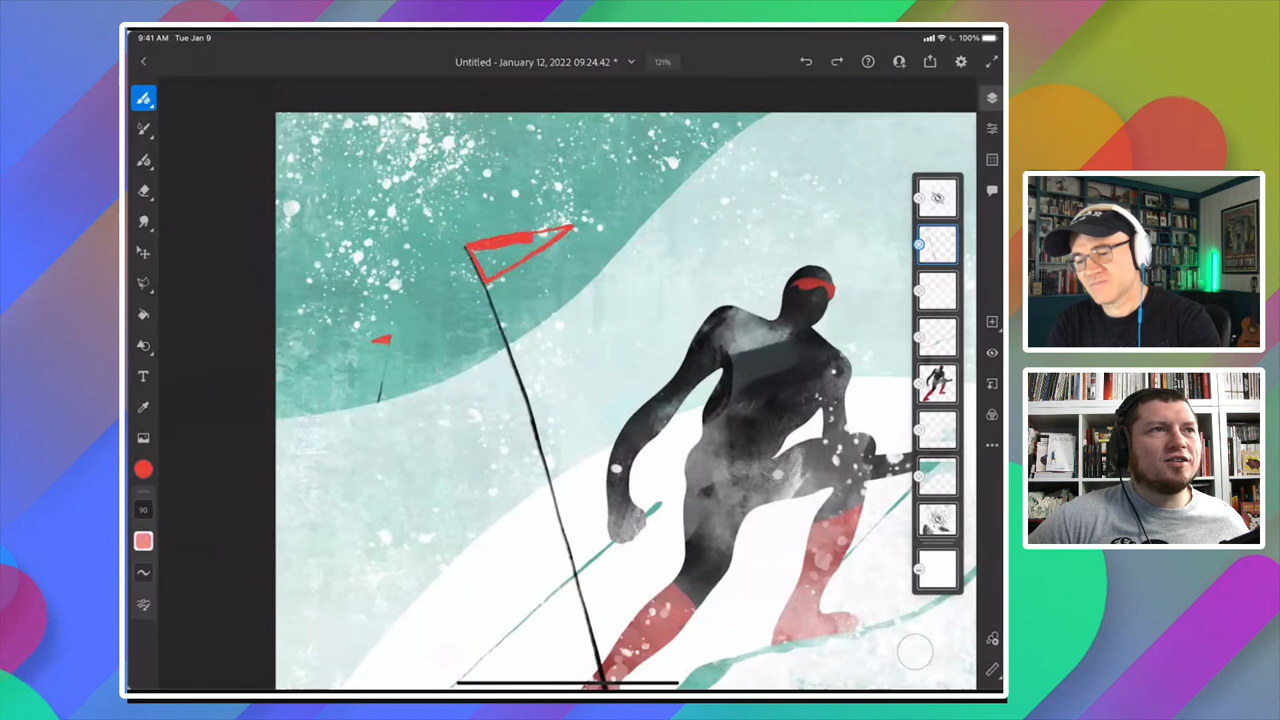 9:41 AM Tue Jan 9
100%
Untitled - January 12, 2022 09.24.42 *
121%
T
90